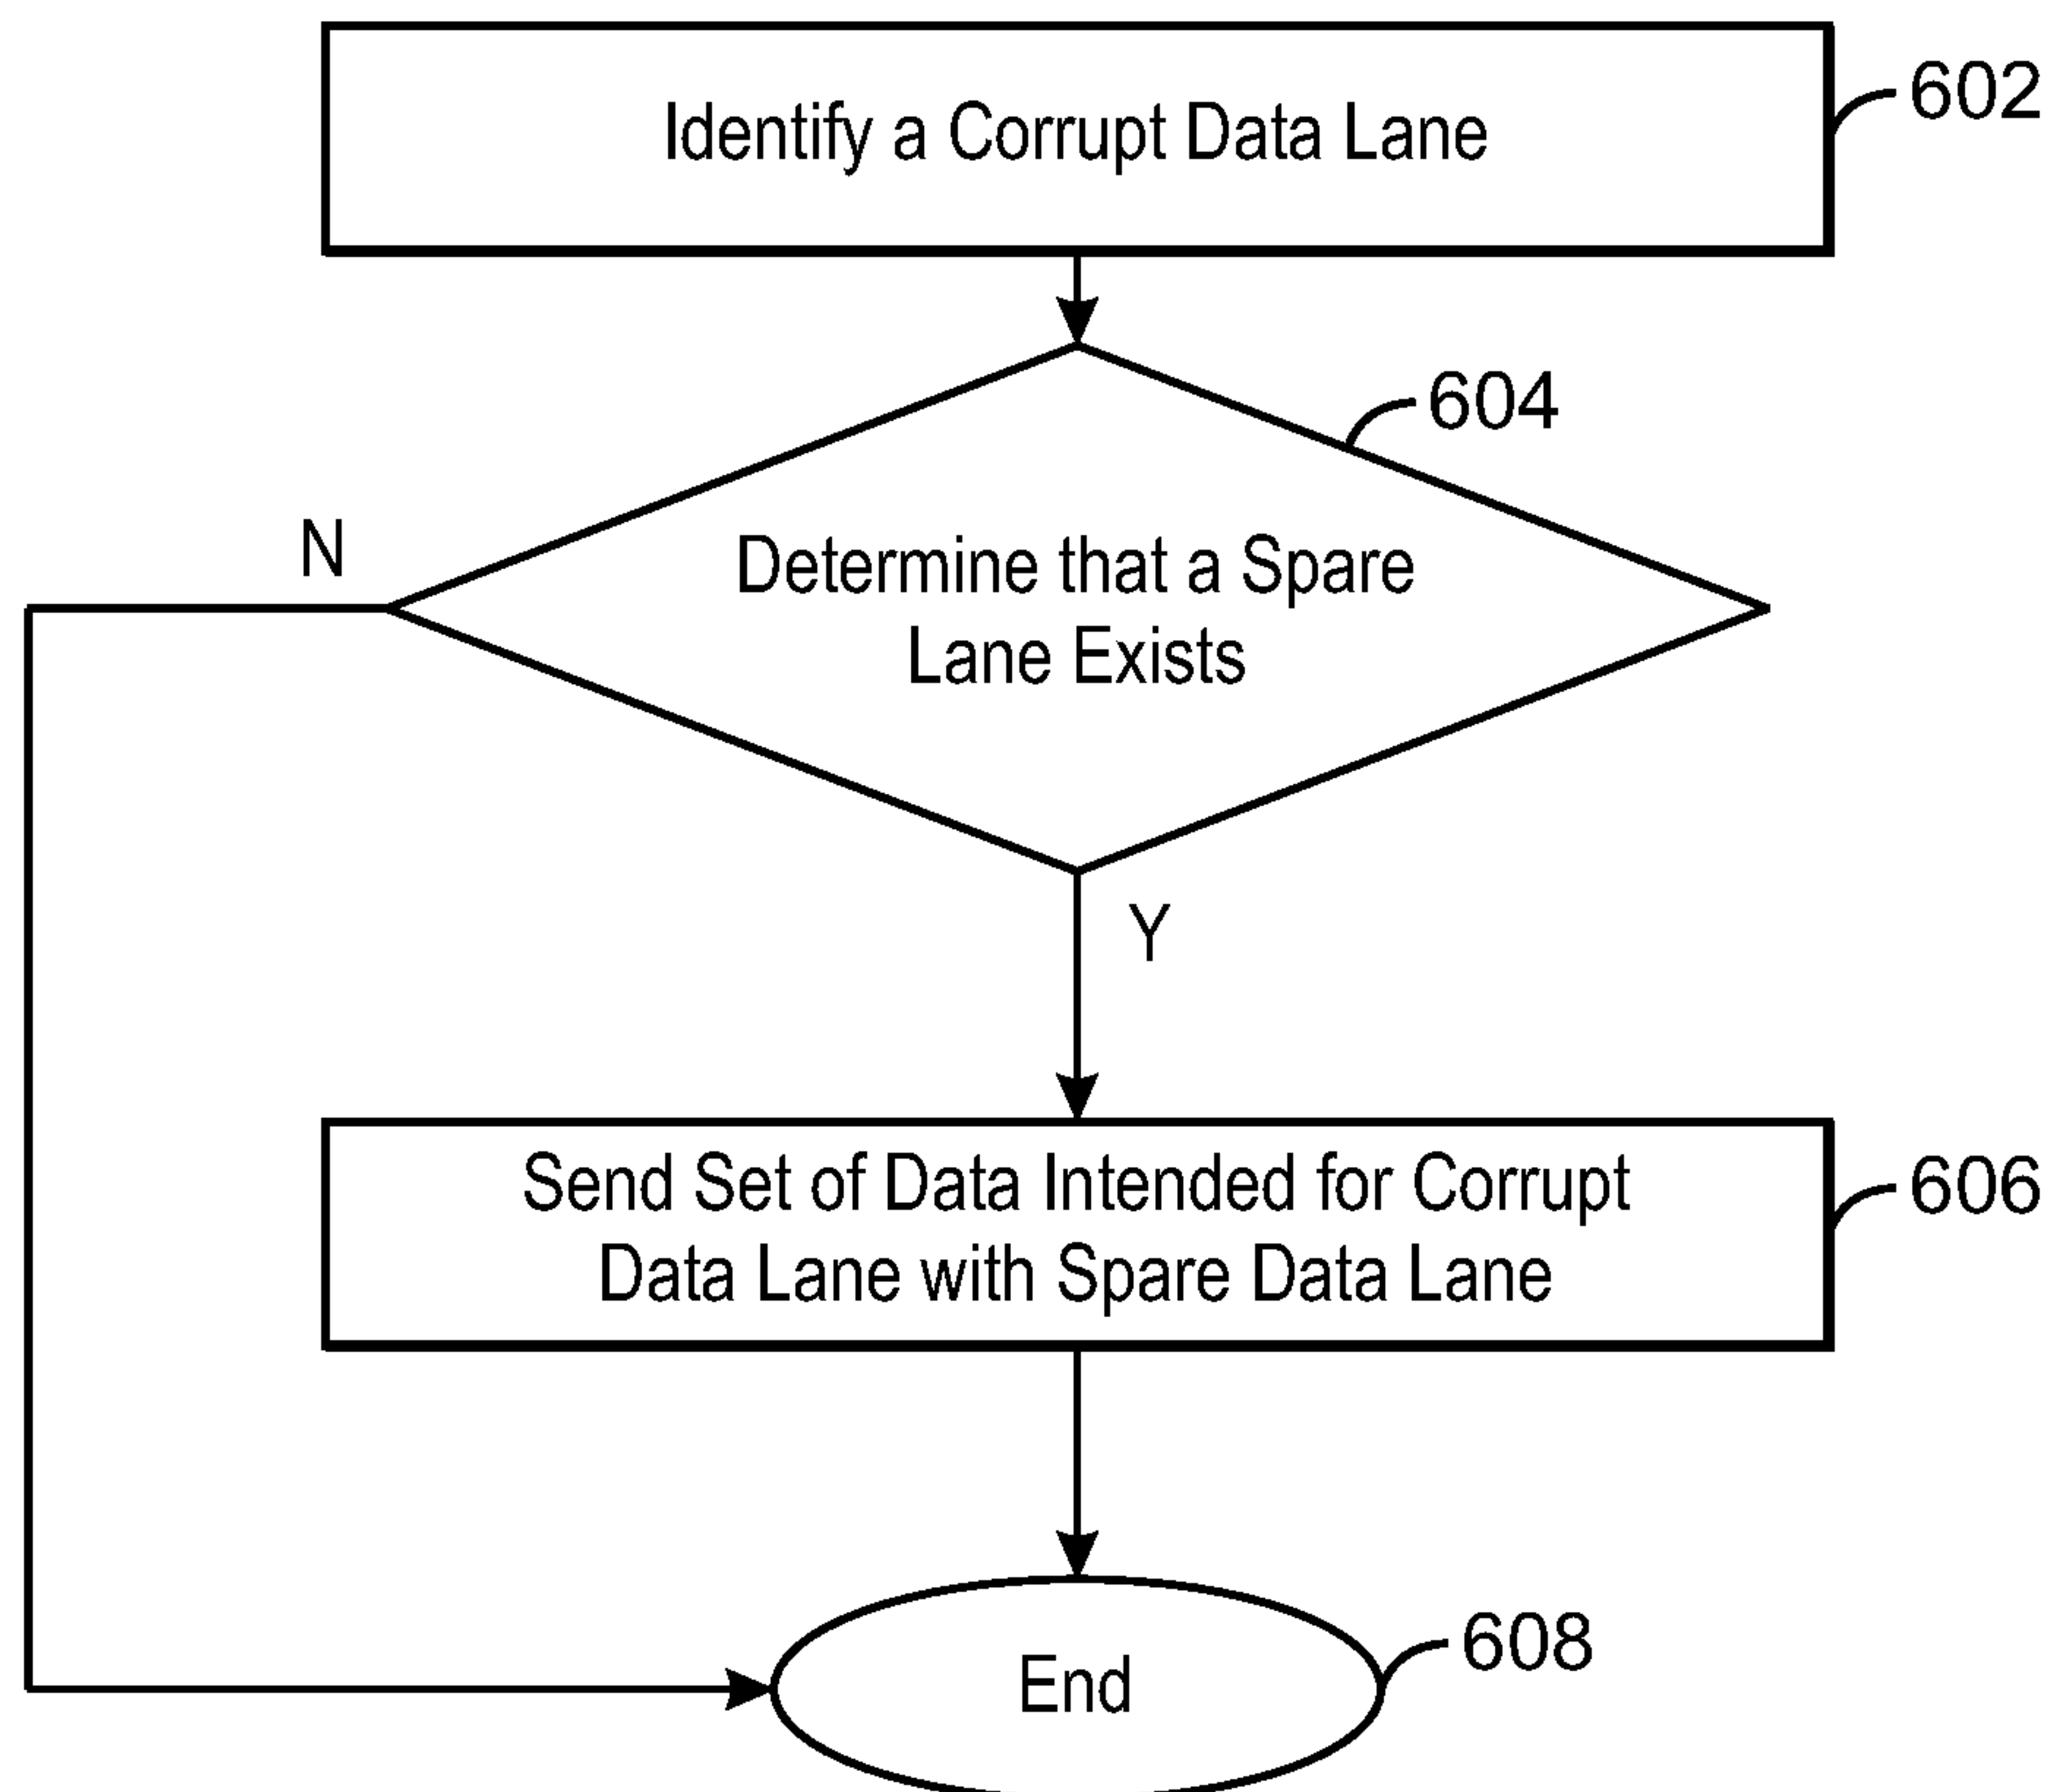 Identify a Corrupt Data Lane
602
604
N
Determine that a Spare
Lane Exists
Y
Send Set of Data Intended for Corrupt
Data Lane with Spare Data Lane
606
End
608